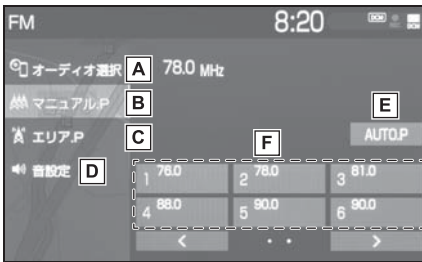 FM 8:20 DCM
オーディオ選択 A 78.0 MHz
マニュアル.P B
E
エリア.P C F AUTO.P
音設定 D
1 76.0 2 78.0 3 81.0
4 88.0 5 90.0 6 90.0
< · · >